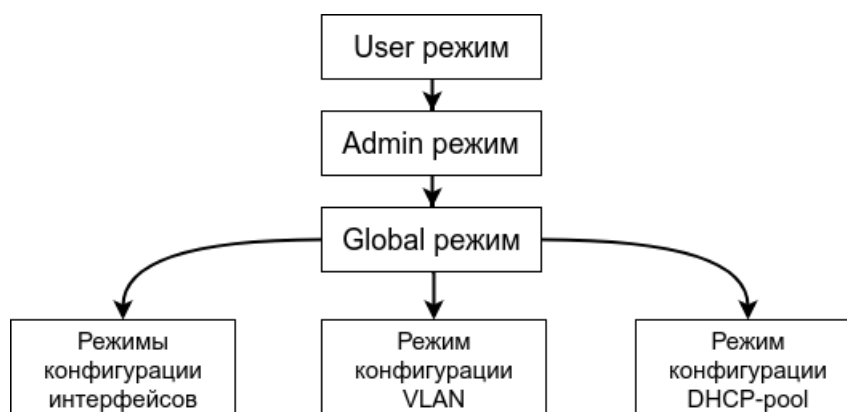 User режим
Admin режим
Global режим
Режимы
конфигурации
интерфейсов
Режим
конфигурации
VLAN
Режим
конфигурации
DHCP-pool